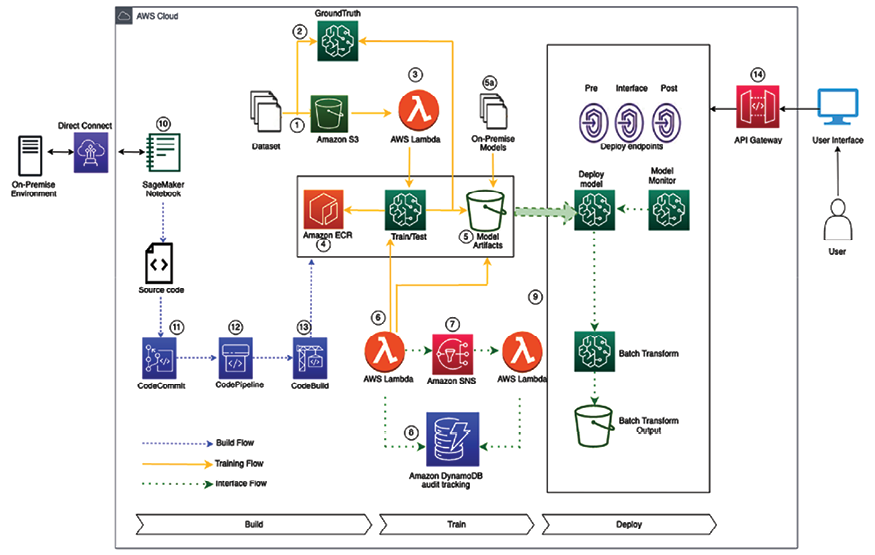 AWS Cloud
GroundTruth
2
3
5a
14
Pre
Interface
Post
Direct Connect
10
1
Dataset
Amazon S3
AWS Lambda
On-Premise
Models
Deploy endpoints
API Gateway
User Interface
On-Premise
Environment
SageMaker
Notebook
Deploy
model
Model
Monitor
Amazon ECR
4
Train/Test
5
Model
Artifacts
User
Source code
9
11
12
13
6
7
CodeCommit
CodePipeline
CodeBuild
AWS Lambda
Amazon SNS
AWS Lambda
Batch Transform
Batch Transform
Output
8
Build Flow
Training Flow
Interface Flow
Amazon DynamoDB
audit tracking
Build
Train
Deploy